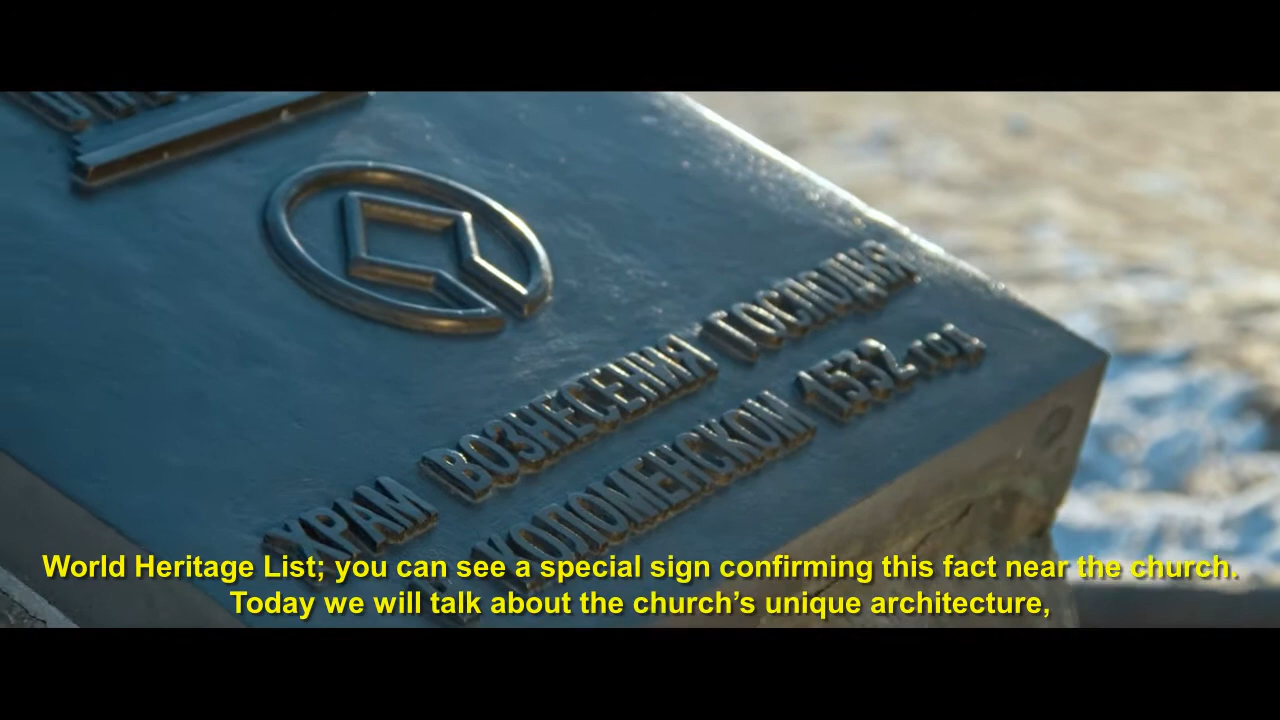 ХРАМ ВОЗНЕСЕНИЯ ГОСПОДНЯ
КОЛОМЕНСКОМ 1532 год
World Heritage List; you can see a special sign confirming this fact near the church.
Today we will talk about the church’s unique architecture,